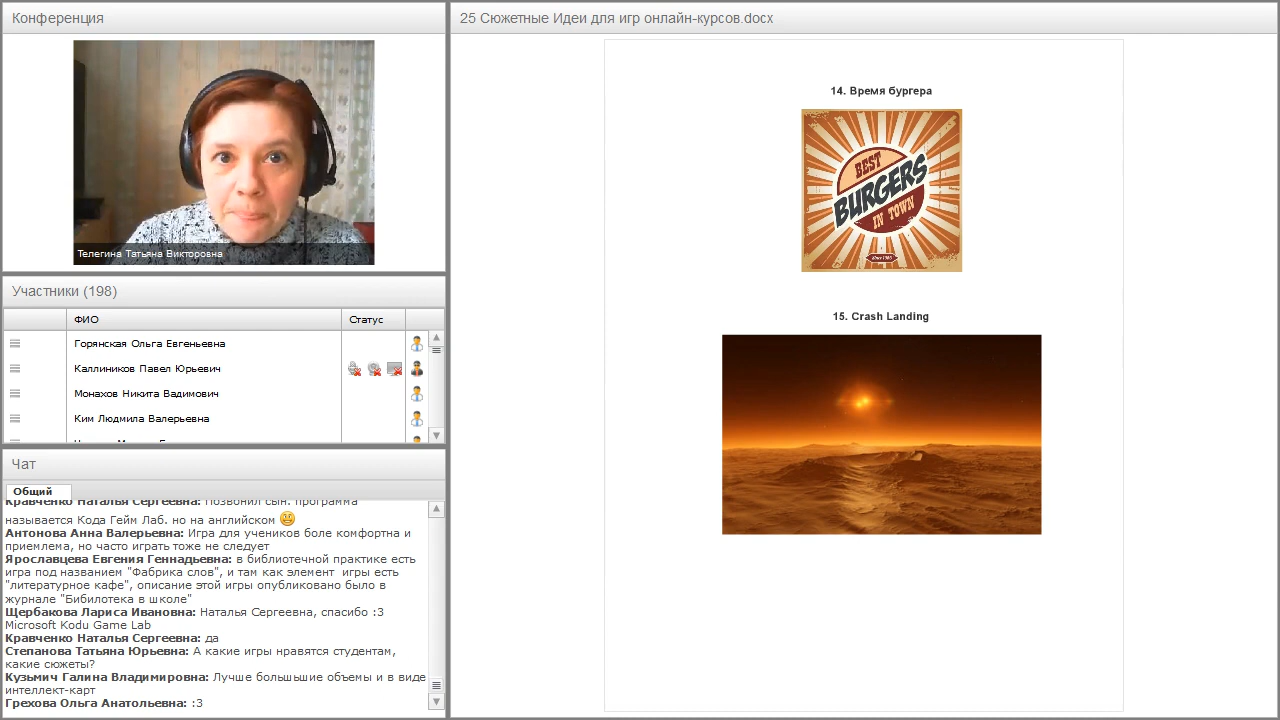 Конференция
Телегина Татьяна Викторовна
Участники (198)
ФИО
Статус
Горянская Ольга Евгеньевна
Каллиников Павел Юрьевич
Монахов Никита Вадимович
Ким Людмила Валерьевна
Чат
Общий
Кравченко Наталья Сергеевна: Позвонил сын. программа
называется Кода Гейм Лаб. но на английском
Антонова Анна Валерьевна: Игра для учеников боле комфортна и
приемлема, но часто играть тоже не следует
Ярославцева Евгения Геннадьевна: в библиотечной практике есть
игра под названием "Фабрика слов", и там как элемент игры есть
"литературное кафе", описание этой игры опубликовано было в
журнале "Бибилотека в школе"
Щербакова Лариса Ивановна: Наталья Сергеевна, спасибо :3
Microsoft Kodu Game Lab
Кравченко Наталья Сергеевна: да
Степанова Татьяна Юрьевна: А какие игры нравятся студентам,
какие сюжеты?
Кузьмич Галина Владимировна: Лучше большьшие объемы и в виде
интеллект-карт
Грехова Ольга Анатольевна: :3
25 Сюжетные Идеи для игр онлайн-курсов.docx
14. Время бургера
BEST
BURGERS
IN TOWN
15. Crash Landing